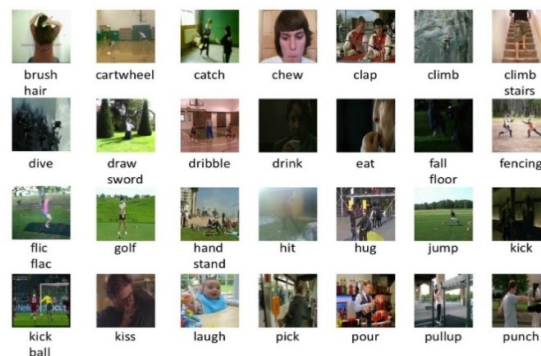 brush cartwheel catch chew clap climb climb
hair stairs
dive draw dribble drink eat fall fencing
sword floor
flic golf hand hit hug jump kick
flac stand
kick kiss laugh pick pour pullup punch
ball